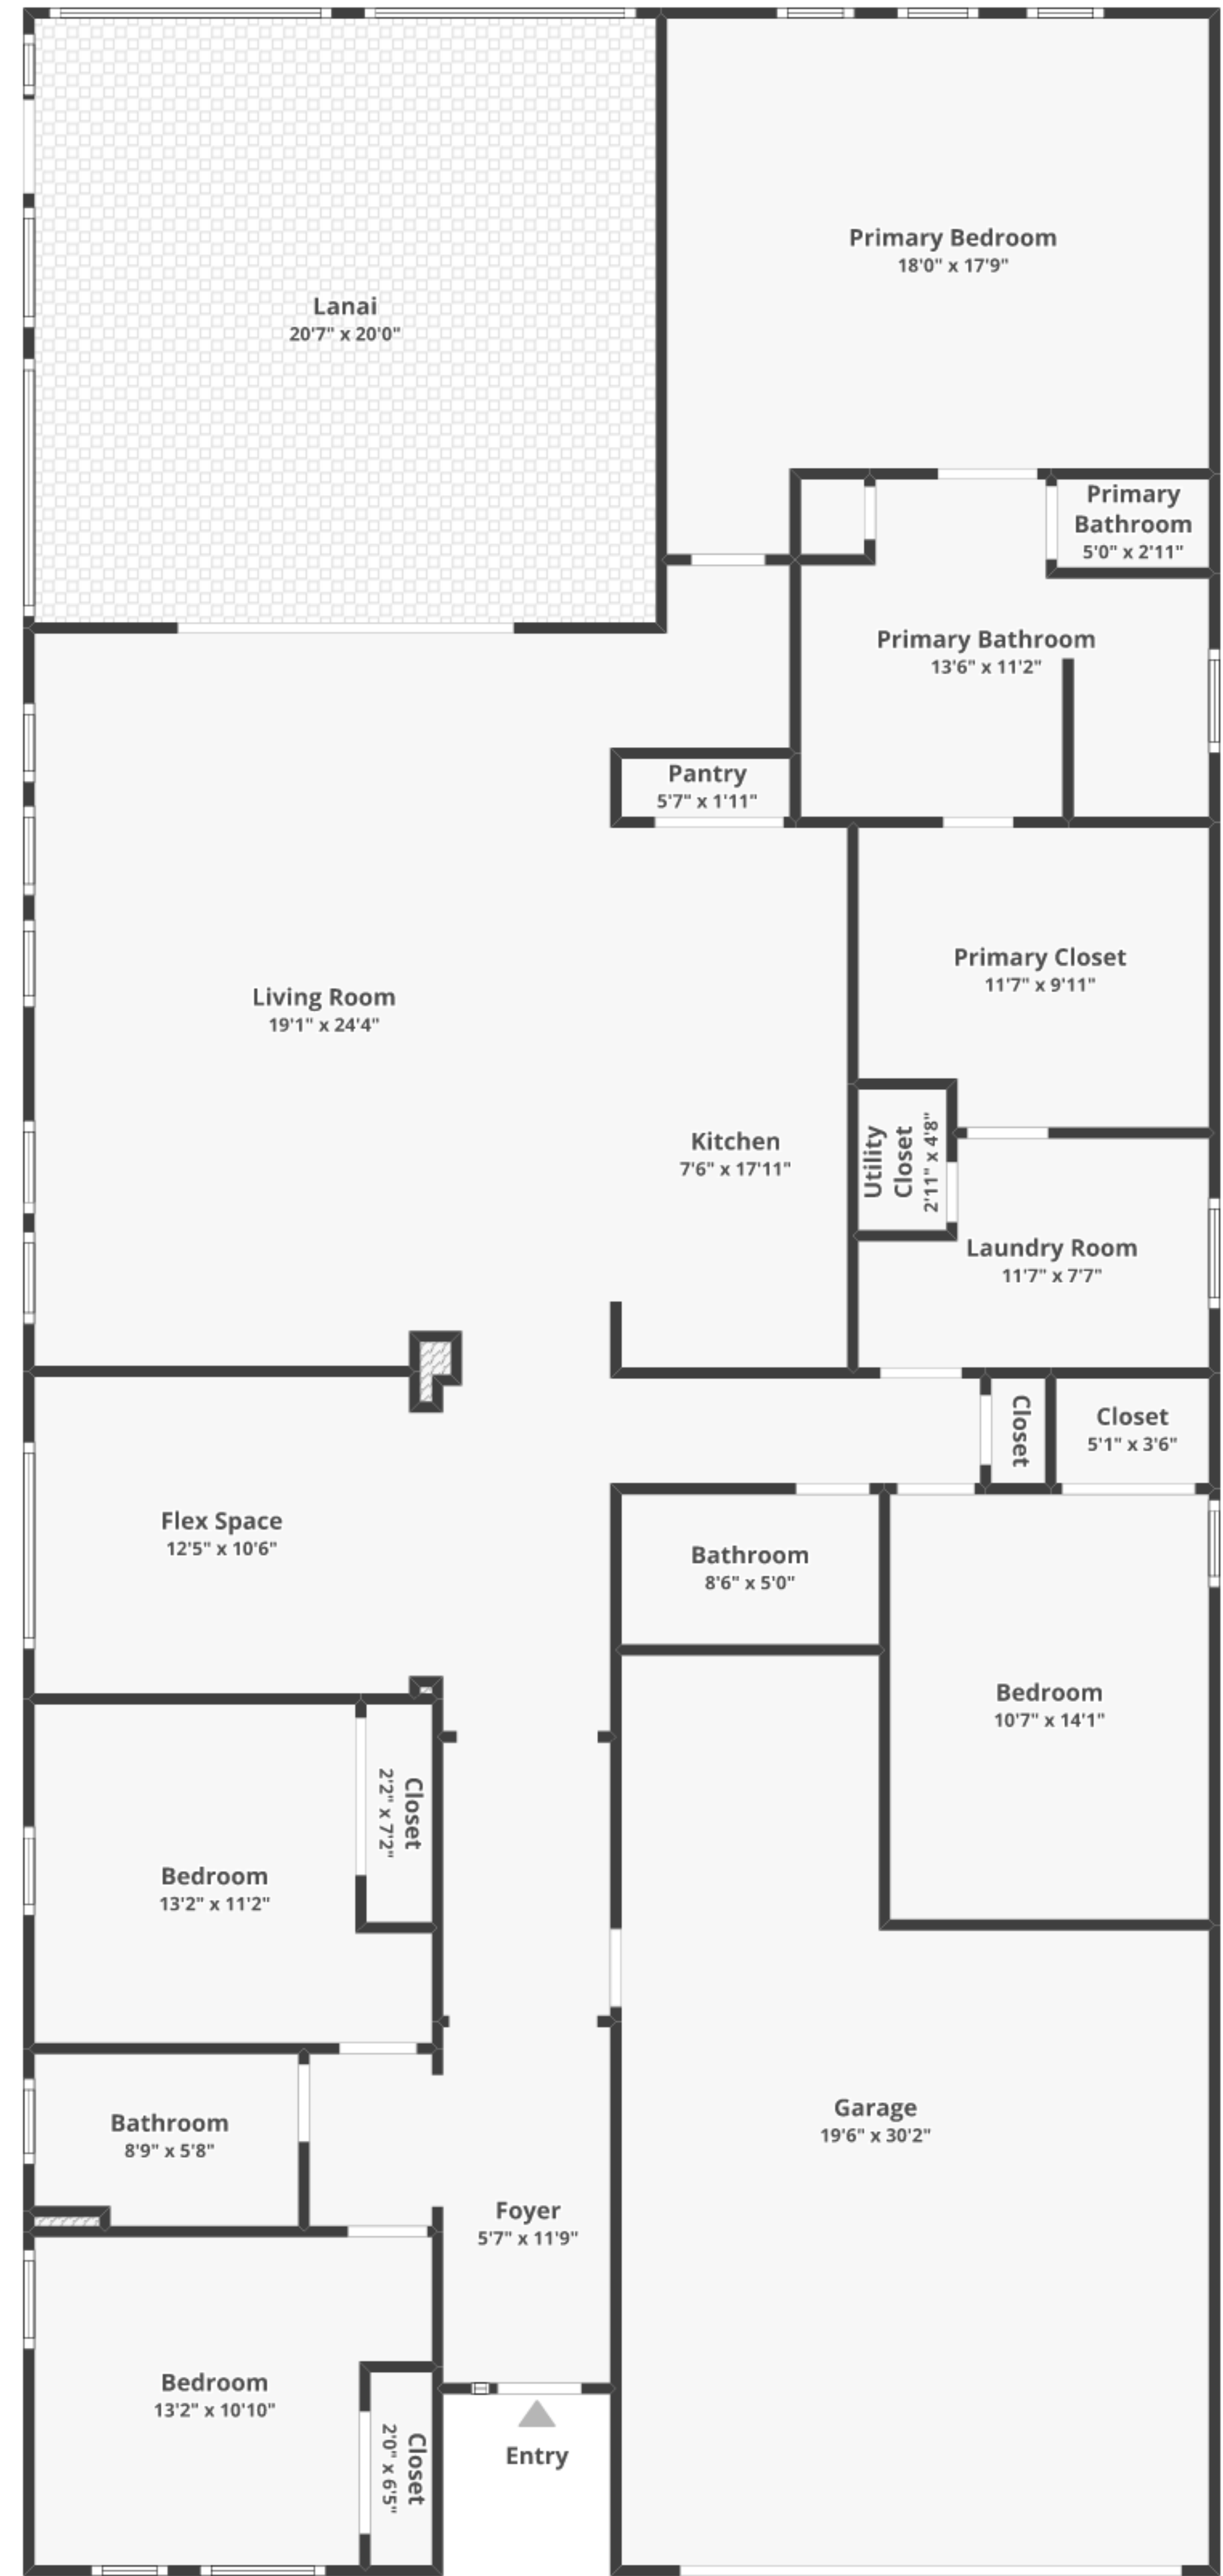 Primary Bedroom
18'0" x 17'9"
Lanai
20'7" x 20'0"
Primary
Bathroom
5'0" x 2'11"
Primary Bathroom
13'6" x 11'2"
Pantry
5'7" x 1'11"
Primary Closet
11'7" x 9'11"
Living Room
19'1" x 24'4"
Kitchen
7'6" x 17'11"
Utility
Closet
2'11" x 4'8"
Laundry Room
11'7" x 7'7"
Closet
Closet
5'1" x 3'6"
Flex Space
12'5" x 10'6"
Bathroom
8'6" x 5'0"
Bedroom
10'7" x 14'1"
Closet
2'2" x 7'2"
Bedroom
13'2" x 11'2"
Garage
19'6" x 30'2"
Bathroom
8'9" x 5'8"
Foyer
5'7" x 11'9"
Bedroom
13'2" x 10'10"
Closet
2'0" x 6'5"
Entry